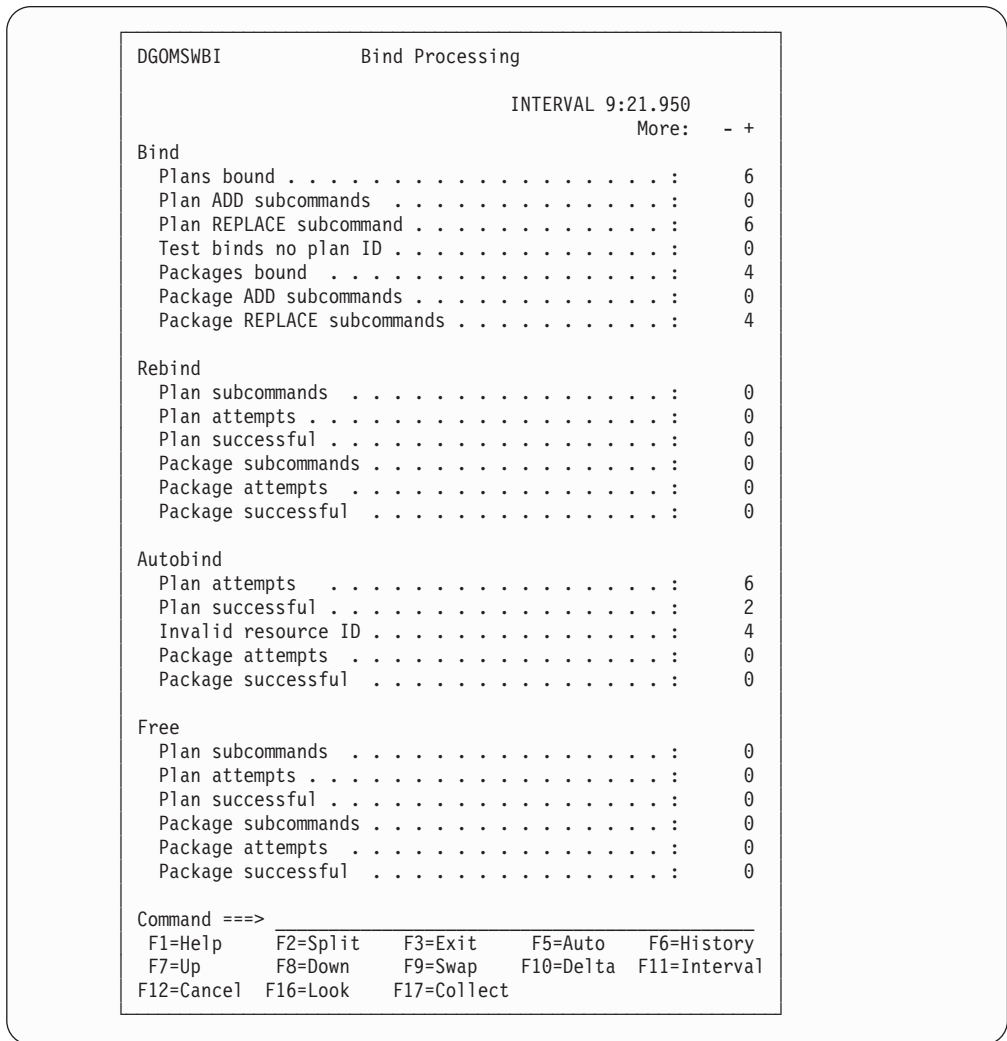 DGOMSWBI Bind Processing
INTERVAL 9:21.950
More: - +
Bind
Plans bound . . . . . . . . . . . . . . . . . . : 6
Plan ADD subcommands . . . . . . . . . . . . . : 0
Plan REPLACE subcommand . . . . . . . . . . . . : 6
Test binds no plan ID . . . . . . . . . . . . . : 0
Packages bound . . . . . . . . . . . . . . . . : 4
Package ADD subcommands . . . . . . . . . . . . : 0
Package REPLACE subcommands . . . . . . . . . . : 4
Rebind
Plan subcommands . . . . . . . . . . . . . . . : 0
Plan attempts . . . . . . . . . . . . . . . . . : 0
Plan successful . . . . . . . . . . . . . . . . : 0
Package subcommands . . . . . . . . . . . . . . : 0
Package attempts . . . . . . . . . . . . . . . : 0
Package successful . . . . . . . . . . . . . . : 0
Autobind
Plan attempts . . . . . . . . . . . . . . . . : 6
Plan successful . . . . . . . . . . . . . . . . : 2
Invalid resource ID . . . . . . . . . . . . . . : 4
Package attempts . . . . . . . . . . . . . . . : 0
Package successful . . . . . . . . . . . . . . : 0
Free
Plan subcommands . . . . . . . . . . . . . . . : 0
Plan attempts . . . . . . . . . . . . . . . . . : 0
Plan successful . . . . . . . . . . . . . . . . : 0
Package subcommands . . . . . . . . . . . . . . : 0
Package attempts . . . . . . . . . . . . . . . : 0
Package successful . . . . . . . . . . . . . . : 0
Command ===>
F1=Help F2=Split F3=Exit F5=Auto F6=History
F7=Up F8=Down F9=Swap F10=Delta F11=Interval
F12=Cancel F16=Look F17=Collect